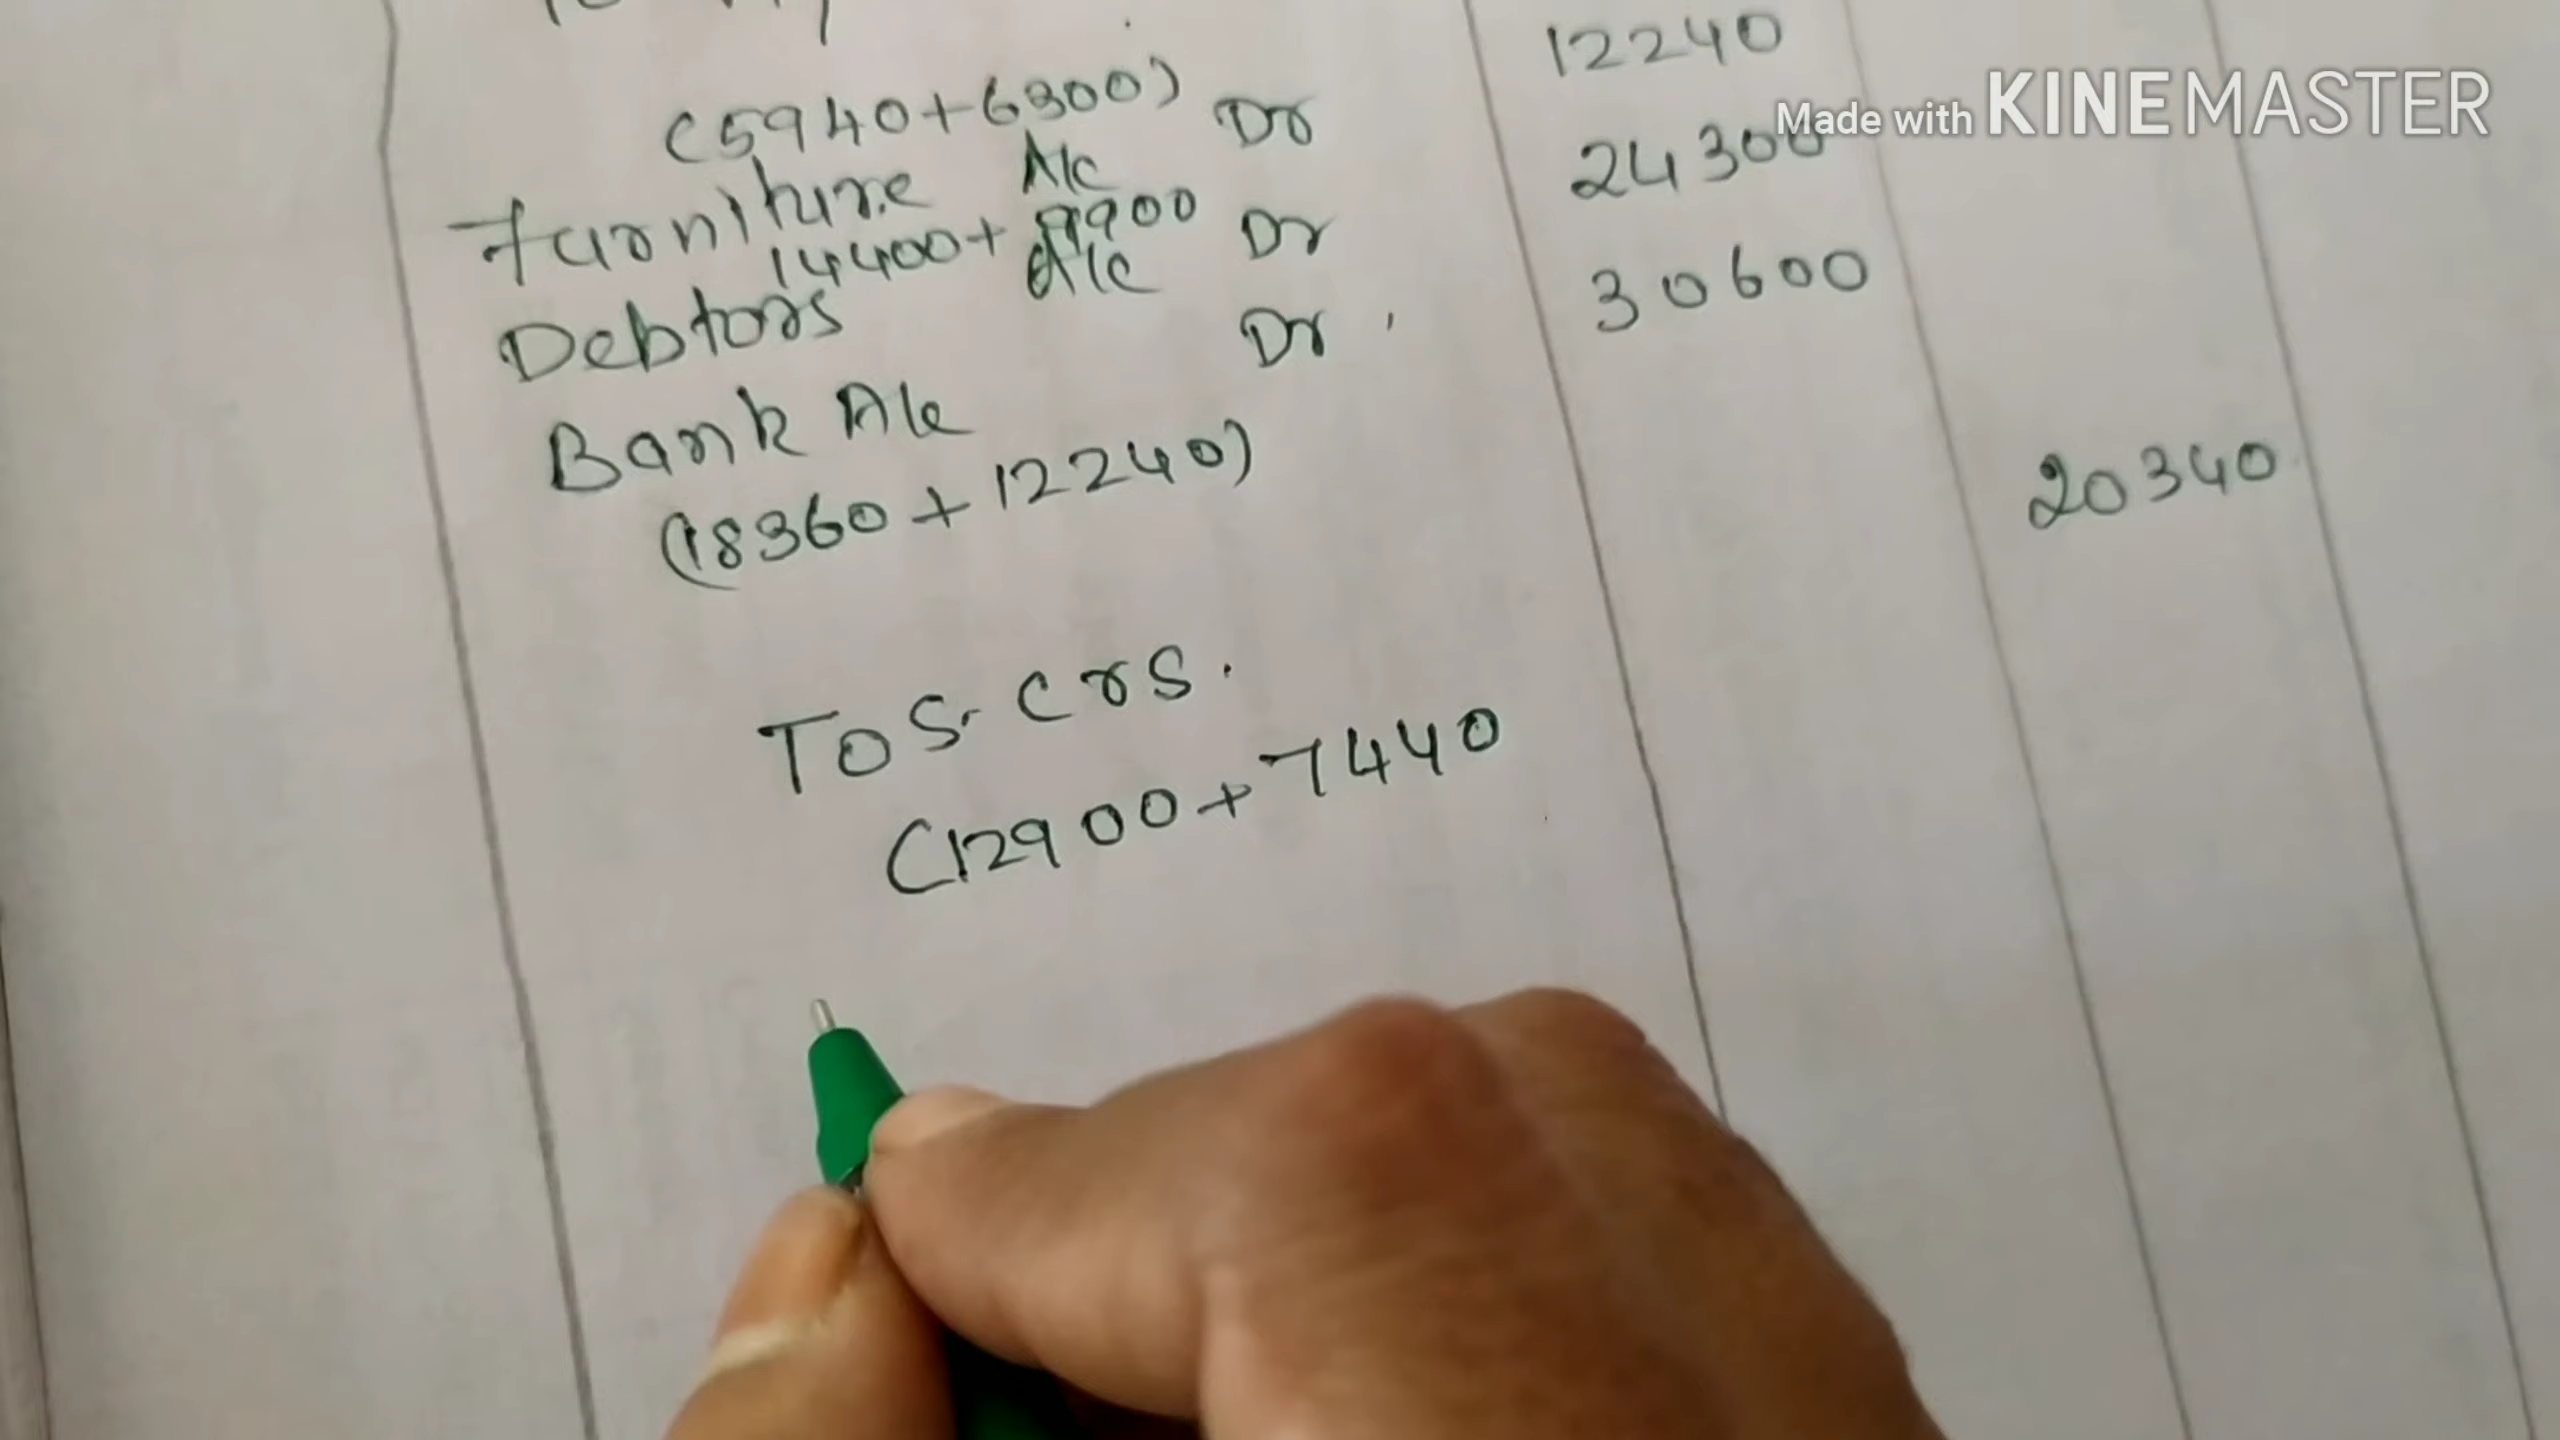 12240
(5940+6300)
Furniture A/c Dr 24300
14400+9900
Debtors A/c Dr 30600
Bank A/c Dr
(18360+12240)
20340
To S. Crs.
(12900+7440
Made with KINEMASTER